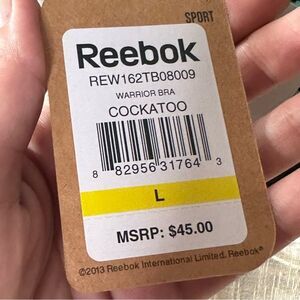 SPORT
Reebok
REW162TB08009
WARRIOR BRA
COCKATOO
8 82956 31764 3
L
MSRP: $45.00
©2013 Reebok International Limited. Reebok®